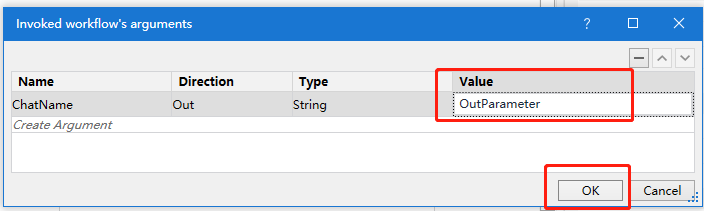 Invoked workflow's arguments
Name Direction Type Value
ChatName Out String OutParameter
Create Argument
OK Cancel